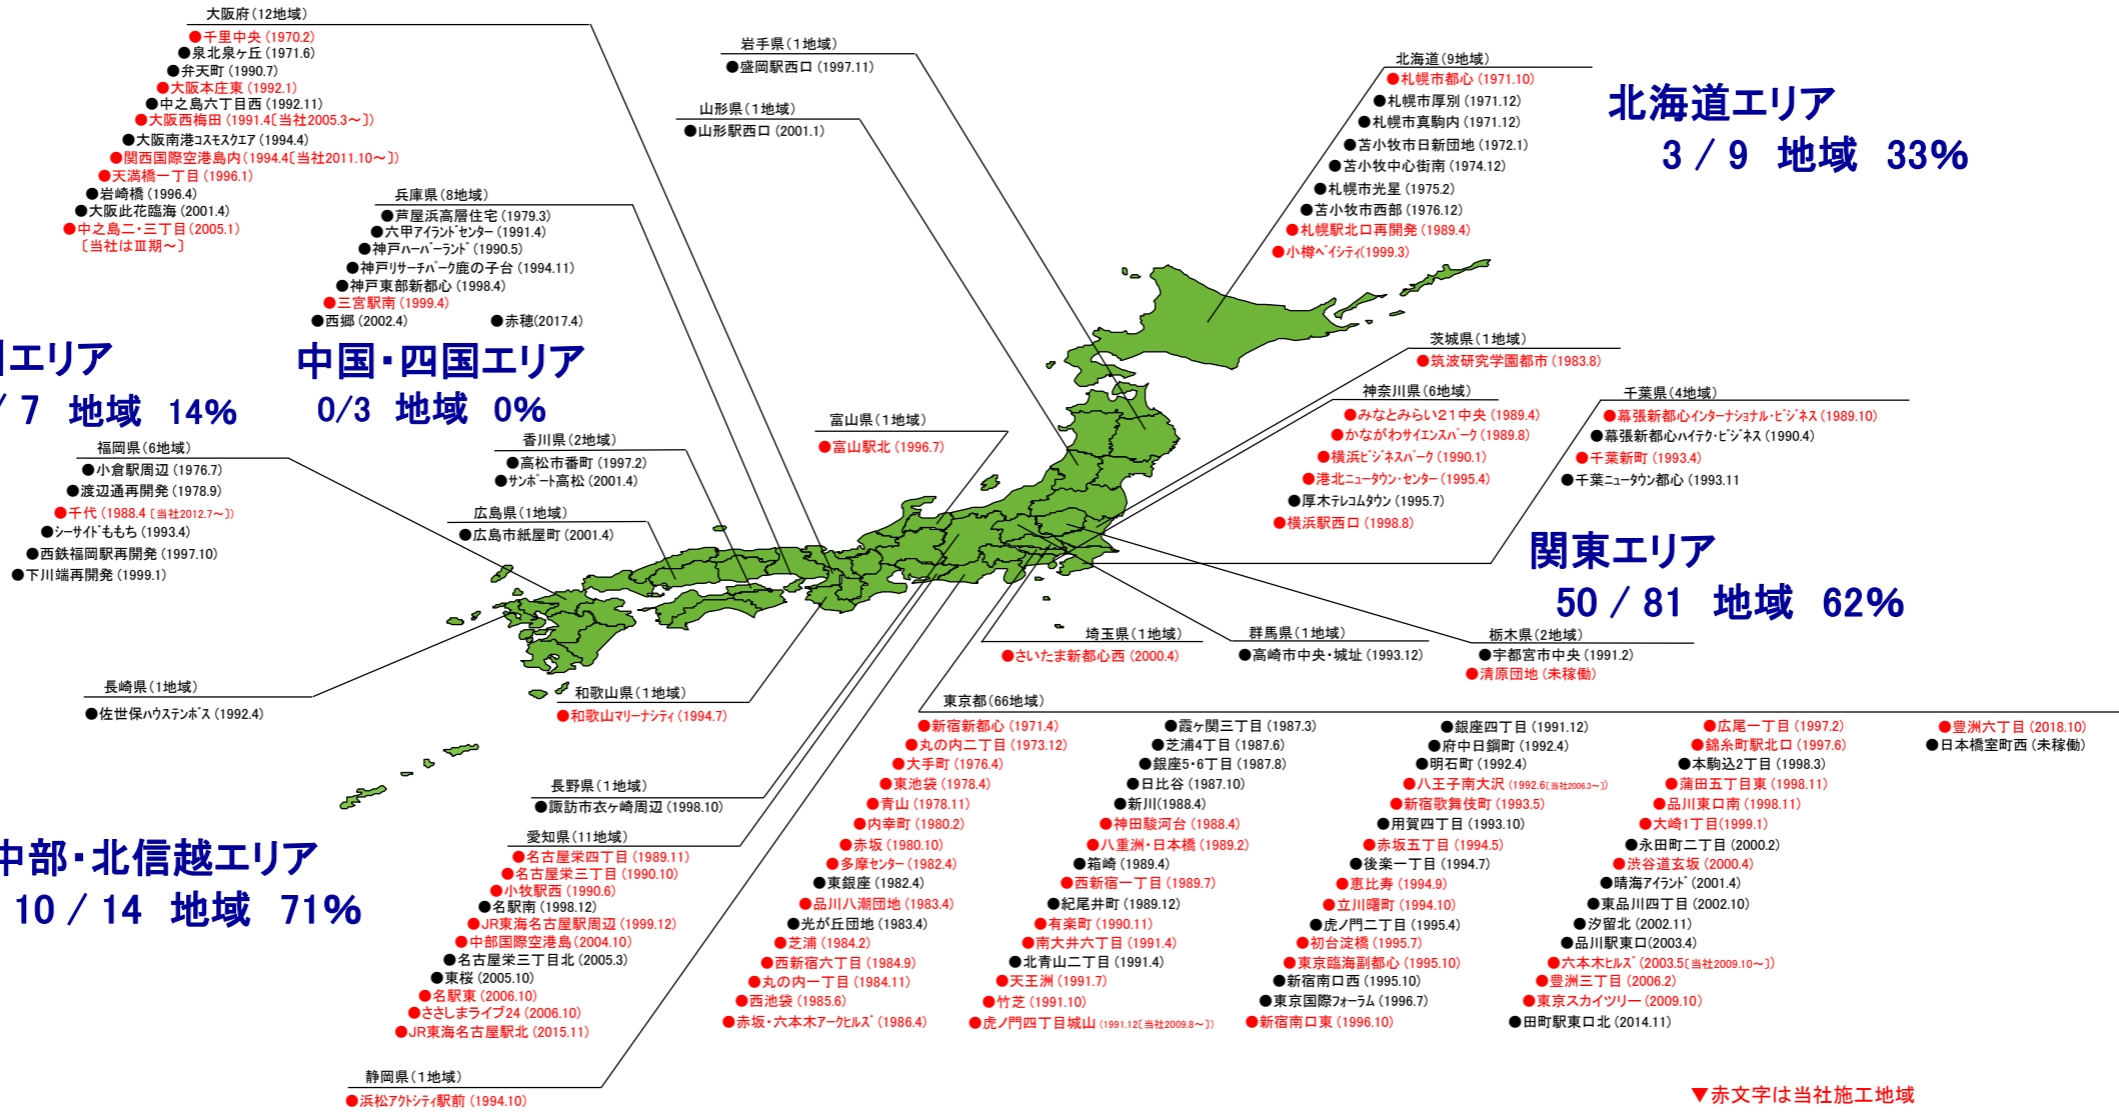 大阪府(12地域)
●千里中央(1970.2)
●泉北泉ヶ丘(1971.6)
●弁天町(1990.7)
●大阪本庄東(1992.1)
●中之島六丁目西(1992.11)
●大阪西梅田(1991.4〔当社2005.3～〕)
●大阪南港コスモスクエア(1994.4)
●関西国際空港島内(1994.4〔当社2011.10～〕)
●天満橋一丁目(1996.1)
●岩崎橋(1996.4)
●大阪此花臨海(2001.4)
●中之島二・三丁目(2005.1)
〔当社はⅢ期～〕
兵庫県(8地域)
●芦屋浜高層住宅(1979.3)
●六甲アイランドセンター(1991.4)
●神戸ハーバーランド(1990.5)
●神戸リサーチパーク鹿の子台(1994.11)
●神戸東部新都心(1998.4)
●三宮駅南(1999.4)
●西郷(2002.4) ●赤穂(2017.4)
岩手県(1地域)
●盛岡駅西口(1997.11)
山形県(1地域)
●山形駅西口(2001.1)
北海道(9地域)
●札幌市都心(1971.10)
●札幌市厚別(1971.12)
●札幌市真駒内(1971.12)
●苫小牧市日新団地(1972.1)
●苫小牧中心街南(1974.12)
●札幌市光星(1975.2)
●苫小牧市西部(1976.12)
●札幌駅北口再開発(1989.4)
●小樽ベイシティ(1999.3)
北海道エリア
3 / 9 地域 33%
エリア
/ 7 地域 14%
中国・四国エリア
0/3 地域 0%
福岡県(6地域)
●小倉駅周辺(1976.7)
●渡辺通再開発(1978.9)
●千代(1988.4〔当社2012.7～〕)
●シーサイドももち(1993.4)
●西鉄福岡駅再開発(1997.10)
●下川端再開発(1999.1)
香川県(2地域)
●高松市番町(1997.2)
●サンポート高松(2001.4)
広島県(1地域)
●広島市紙屋町(2001.4)
富山県(1地域)
●富山駅北(1996.7)
茨城県(1地域)
●筑波研究学園都市(1983.8)
神奈川県(6地域)
●みなとみらい21中央(1989.4)
●かながわサイエンスパーク(1989.8)
●横浜ビジネスパーク(1990.1)
●港北ニュータウン・センター(1995.4)
●厚木テレコムタウン(1995.7)
●横浜駅西口(1998.8)
千葉県(4地域)
●幕張新都心インターナショナル・ビジネス(1989.10)
●幕張新都心ハイテク・ビジネス(1990.4)
●千葉新町(1993.4)
●千葉ニュータウン都心(1993.11
関東エリア
50 / 81 地域 62%
埼玉県(1地域)
●さいたま新都心西(2000.4)
群馬県(1地域)
●高崎市中央・城址(1993.12)
栃木県(2地域)
●宇都宮市中央(1991.2)
●清原団地(未稼働)
長崎県(1地域)
●佐世保ハウステンボス(1992.4)
和歌山県(1地域)
●和歌山マリーナシティ(1994.7)
長野県(1地域)
●諏訪市衣ヶ崎周辺(1998.10)
愛知県(11地域)
●名古屋栄四丁目(1989.11)
●名古屋栄三丁目(1990.10)
●小牧駅西(1990.6)
●名駅南(1998.12)
●JR東海名古屋駅周辺(1999.12)
●中部国際空港島(2004.10)
●名古屋栄三丁目北(2005.3)
●東桜(2005.10)
●名駅東(2006.10)
●ささしまライブ24(2006.10)
●JR東海名古屋駅北(2015.11)
中部・北信越エリア
10 / 14 地域 71%
静岡県(1地域)
●浜松アクトシティ駅前(1994.10)
東京都(66地域)
●新宿新都心(1971.4)
●丸の内二丁目(1973.12)
●大手町(1976.4)
●東池袋(1978.4)
●青山(1978.11)
●内幸町(1980.2)
●赤坂(1980.10)
●多摩センター(1982.4)
●東銀座(1982.4)
●品川八潮団地(1983.4)
●光が丘団地(1983.4)
●芝浦(1984.2)
●西新宿六丁目(1984.9)
●丸の内一丁目(1984.11)
●西池袋(1985.6)
●赤坂・六本木アークヒルズ(1986.4)
●霞ヶ関三丁目(1987.3)
●芝浦4丁目(1987.6)
●銀座5・6丁目(1987.8)
●日比谷(1987.10)
●新川(1988.4)
●神田駿河台(1988.4)
●八重洲・日本橋(1989.2)
●箱崎(1989.4)
●西新宿一丁目(1989.7)
●紀尾井町(1989.12)
●有楽町(1990.11)
●南大井六丁目(1991.4)
●北青山二丁目(1991.4)
●天王洲(1991.7)
●竹芝(1991.10)
●虎ノ門四丁目城山(1991.12〔当社2009.8～〕)
●銀座四丁目(1991.12)
●府中日鋼町(1992.4)
●明石町(1992.4)
●八王子南大沢(1992.6〔当社2006.3～〕)
●新宿歌舞伎町(1993.5)
●用賀四丁目(1993.10)
●赤坂五丁目(1994.5)
●後楽一丁目(1994.7)
●恵比寿(1994.9)
●立川曙町(1994.10)
●虎ノ門二丁目(1995.4)
●初台淀橋(1995.7)
●東京臨海副都心(1995.10)
●新宿南口西(1995.10)
●東京国際フォーラム(1996.7)
●新宿南口東(1996.10)
●広尾一丁目(1997.2)
●錦糸町駅北口(1997.6)
●本駒込2丁目(1998.3)
●蒲田五丁目東(1998.11)
●品川東口南(1998.11)
●大崎1丁目(1999.1)
●永田町二丁目(2000.2)
●渋谷道玄坂(2000.4)
●晴海アイランド(2001.4)
●東品川四丁目(2002.10)
●汐留北(2002.11)
●品川駅東口(2003.4)
●六本木ヒルズ(2003.5〔当社2009.10～〕)
●豊洲三丁目(2006.2)
●東京スカイツリー(2009.10)
●田町駅東口北(2014.11)
●豊洲六丁目(2018.10)
●日本橋室町西(未稼働)
▼赤文字は当社施工地域